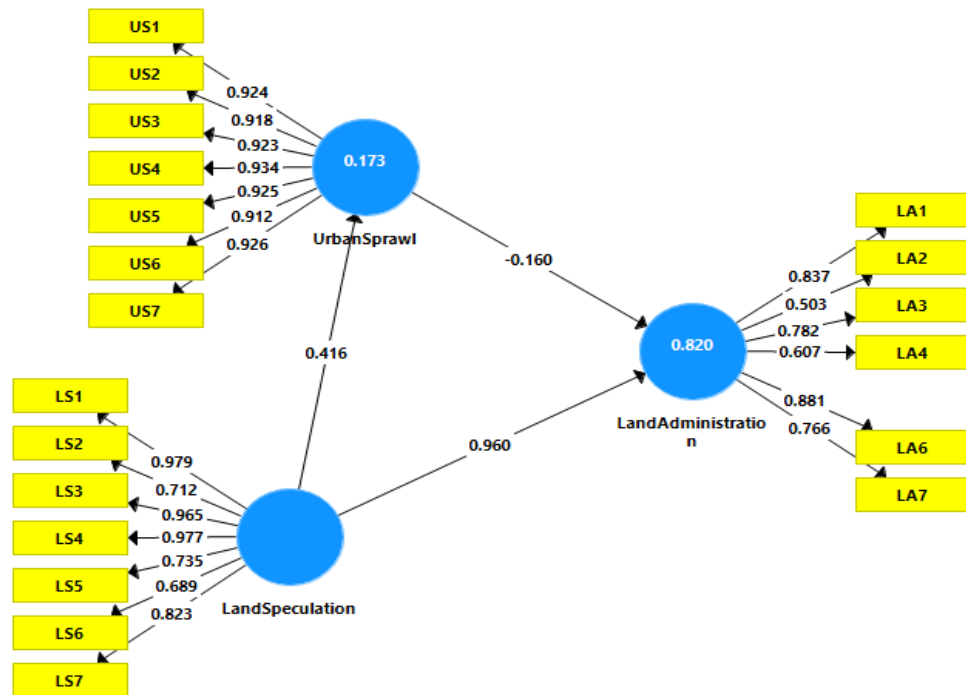 US1
US2
US3
US4
US5
US6
US7
0.924
0.918
0.923
0.934
0.925
0.912
0.926
0.173
UrbanSprawl
-0.160
0.416
0.960
LS1
LS2
LS3
LS4
LS5
LS6
LS7
0.979
0.712
0.965
0.977
0.735
0.689
0.823
LandSpeculation
0.820
LandAdministratio
n
0.837
0.503
0.782
0.607
0.881
0.766
LA1
LA2
LA3
LA4
LA6
LA7